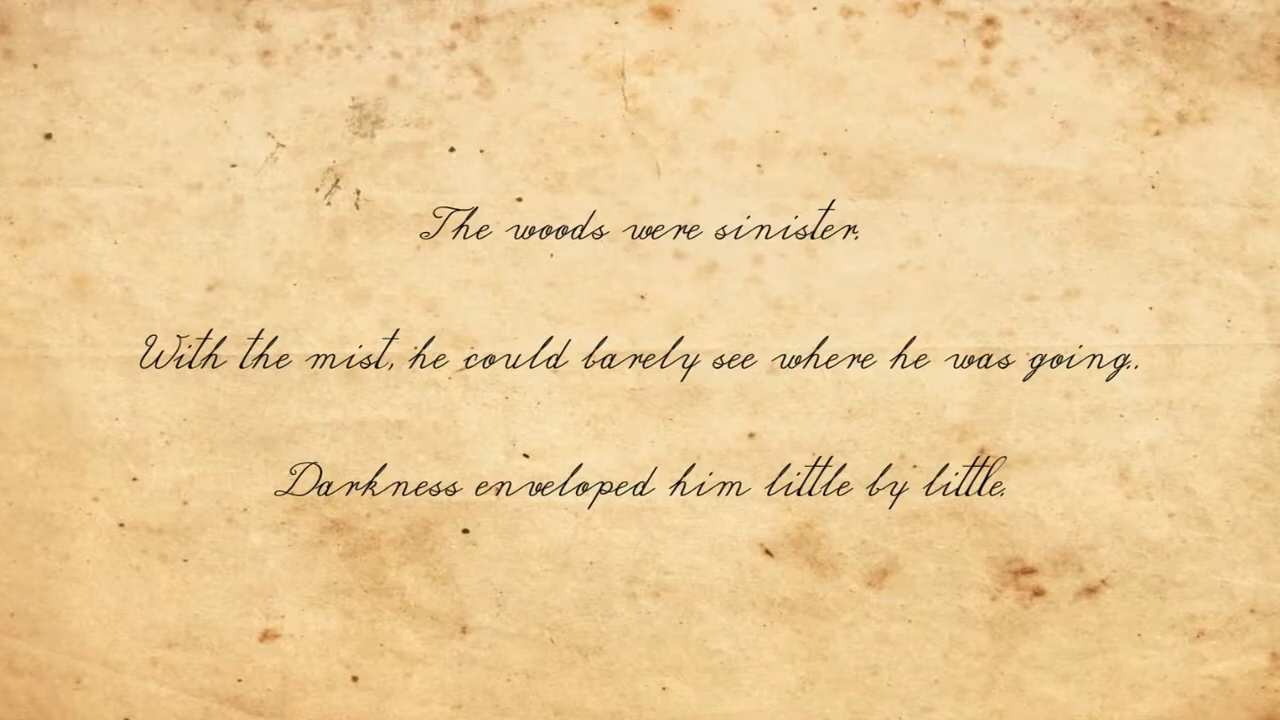 The woods were sinister.
With the mist, he could barely see where he was going..
Darkness enveloped him little by little.